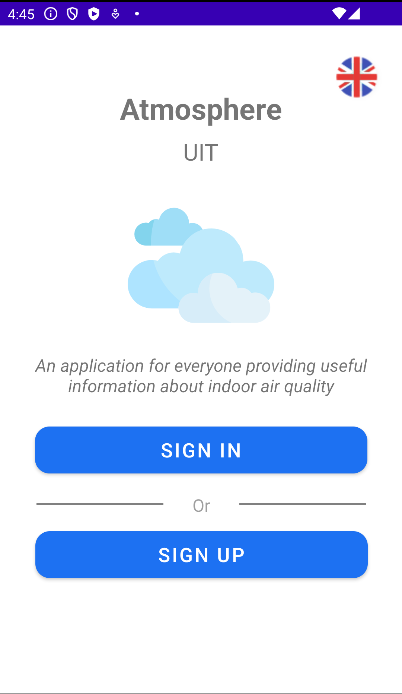 4:45
Atmosphere
UIT
An application for everyone providing useful
information about indoor air quality
SIGN IN
Or
SIGN UP